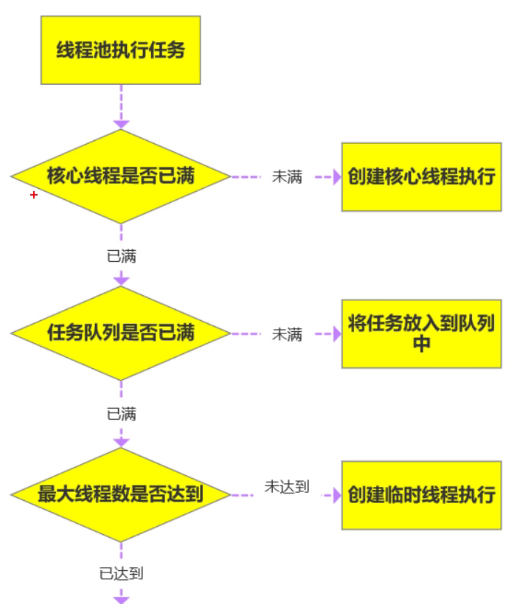 线程池执行任务
核心线程是否已满
未满
创建核心线程执行
已满
任务队列是否已满
未满
将任务放入到队列
中
已满
最大线程数是否达到
未达到
创建临时线程执行
已达到